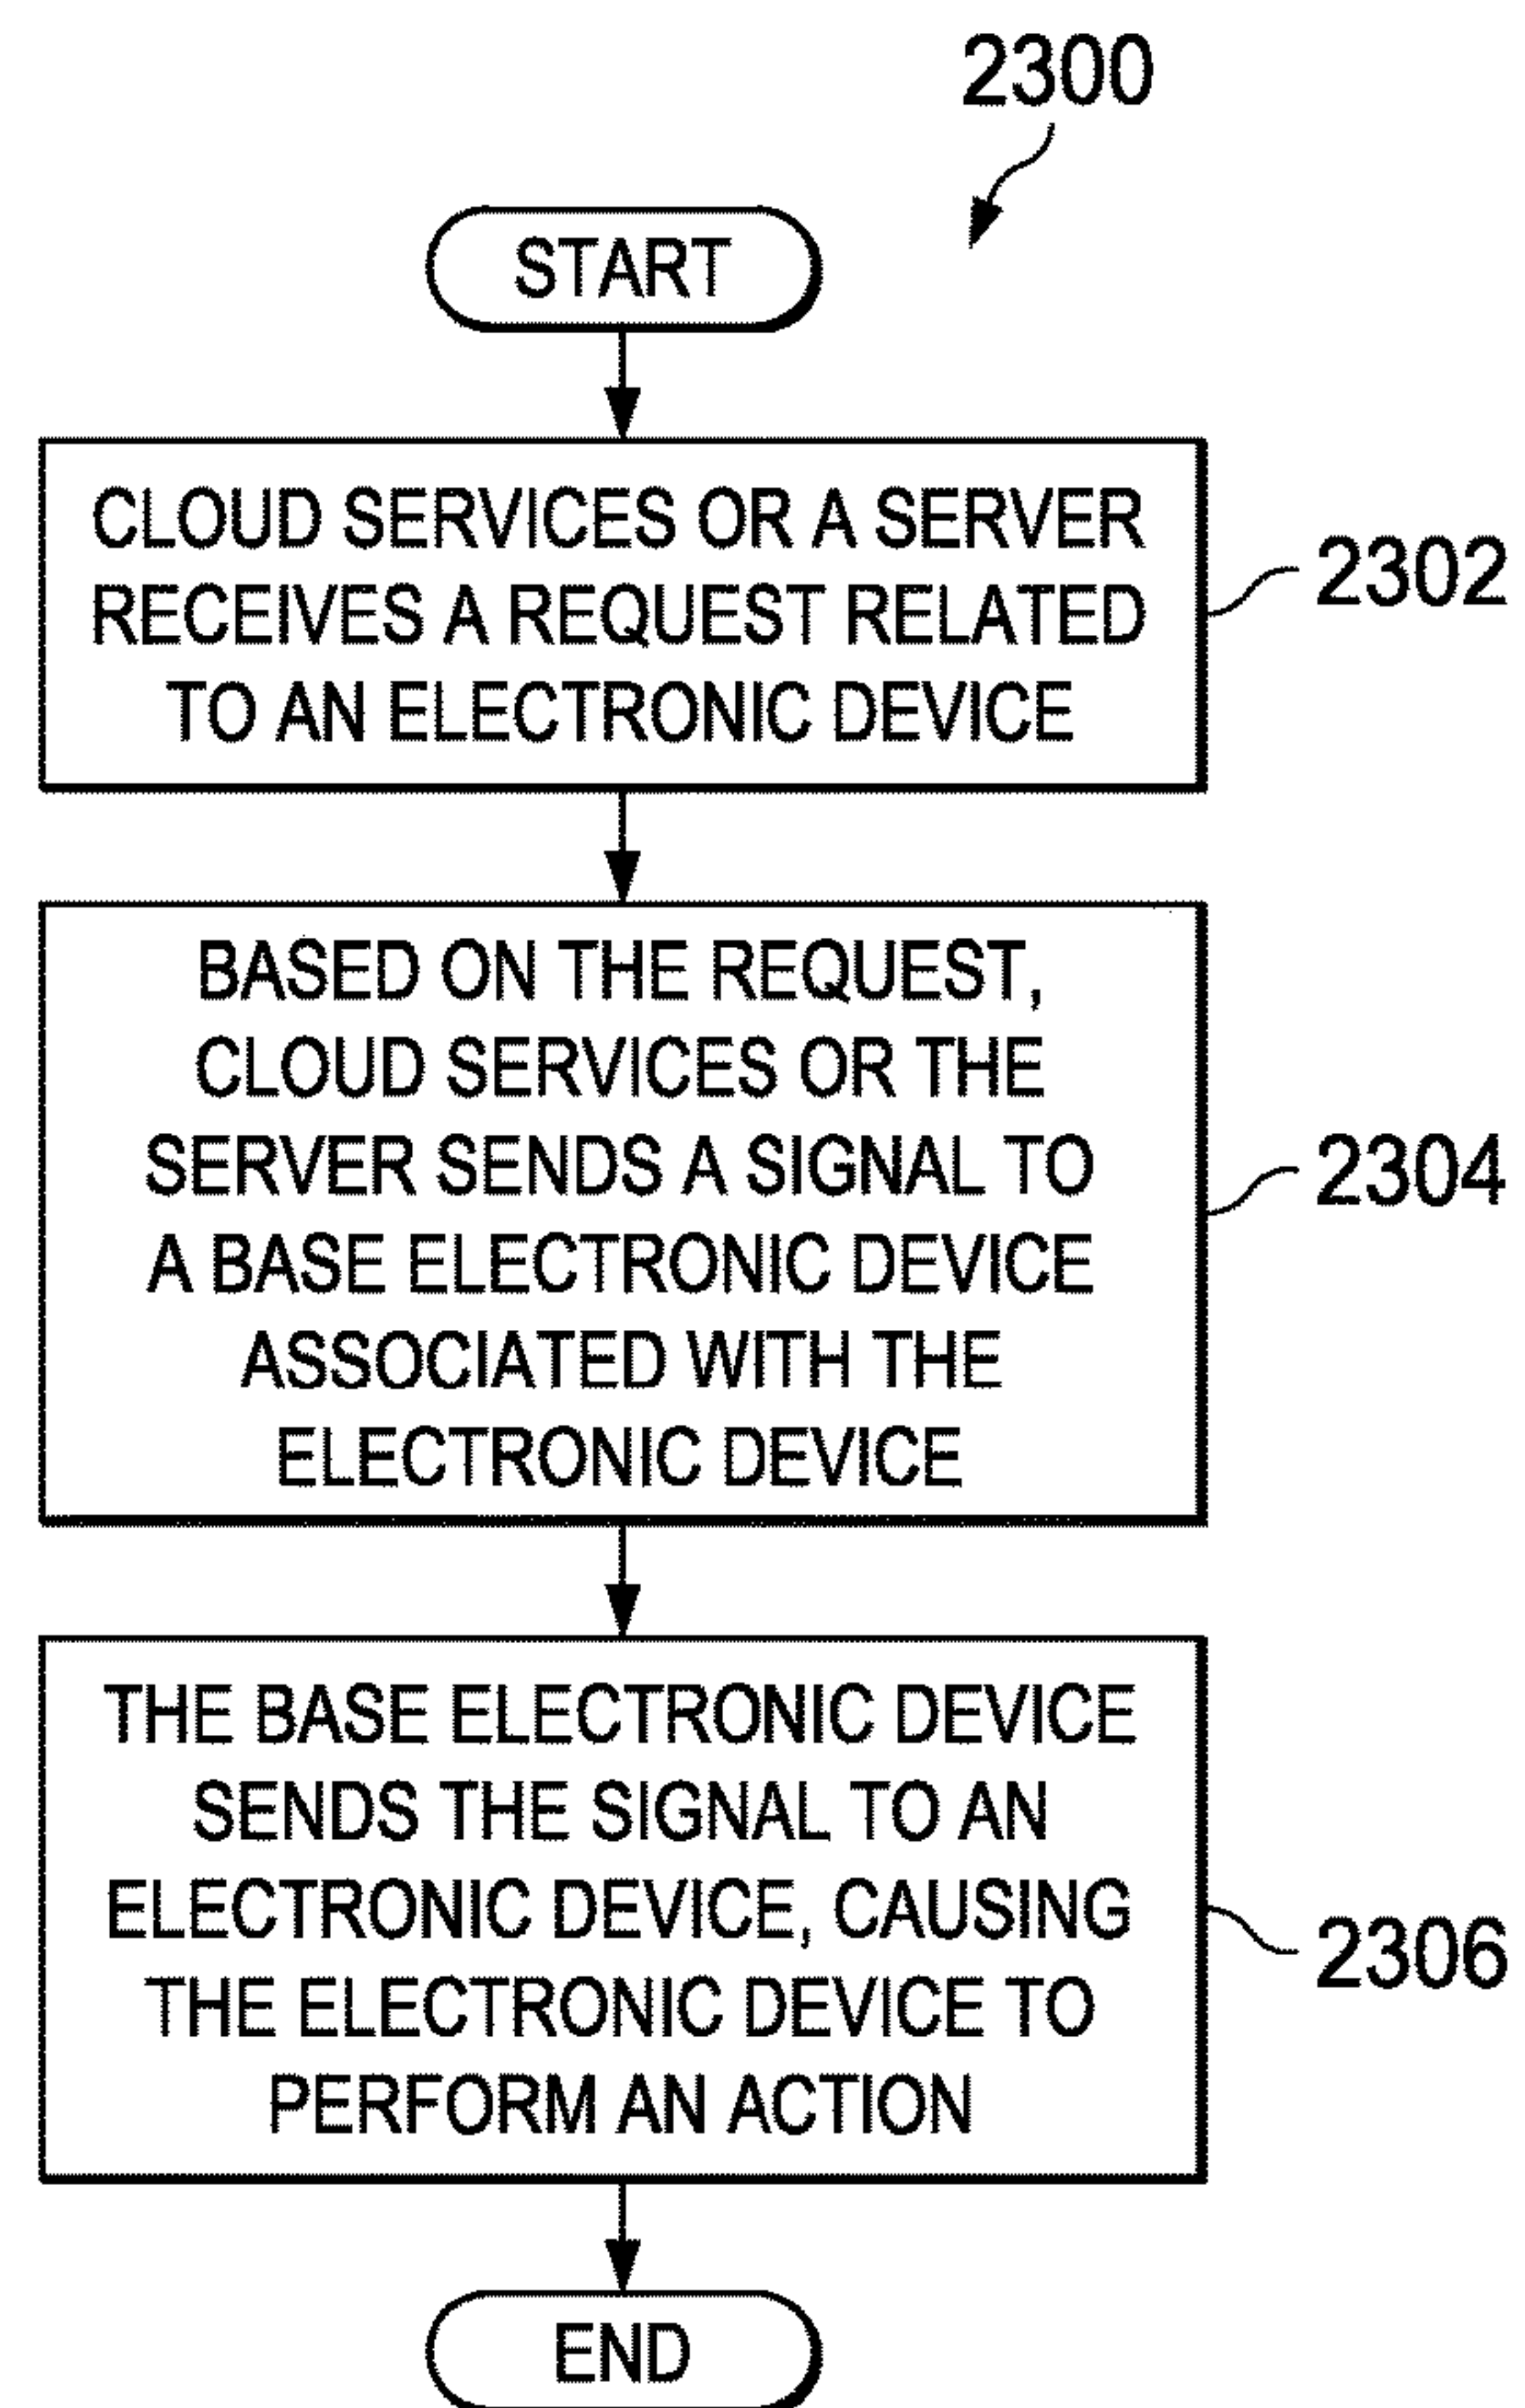 2300
START
CLOUD SERVICES OR A SERVER
RECEIVES A REQUEST RELATED
TO AN ELECTRONIC DEVICE
2302
BASED ON THE REQUEST,
CLOUD SERVICES OR THE
SERVER SENDS A SIGNAL TO
A BASE ELECTRONIC DEVICE
ASSOCIATED WITH THE
ELECTRONIC DEVICE
2304
THE BASE ELECTRONIC DEVICE
SENDS THE SIGNAL TO AN
ELECTRONIC DEVICE, CAUSING
THE ELECTRONIC DEVICE TO
PERFORM AN ACTION
2306
END